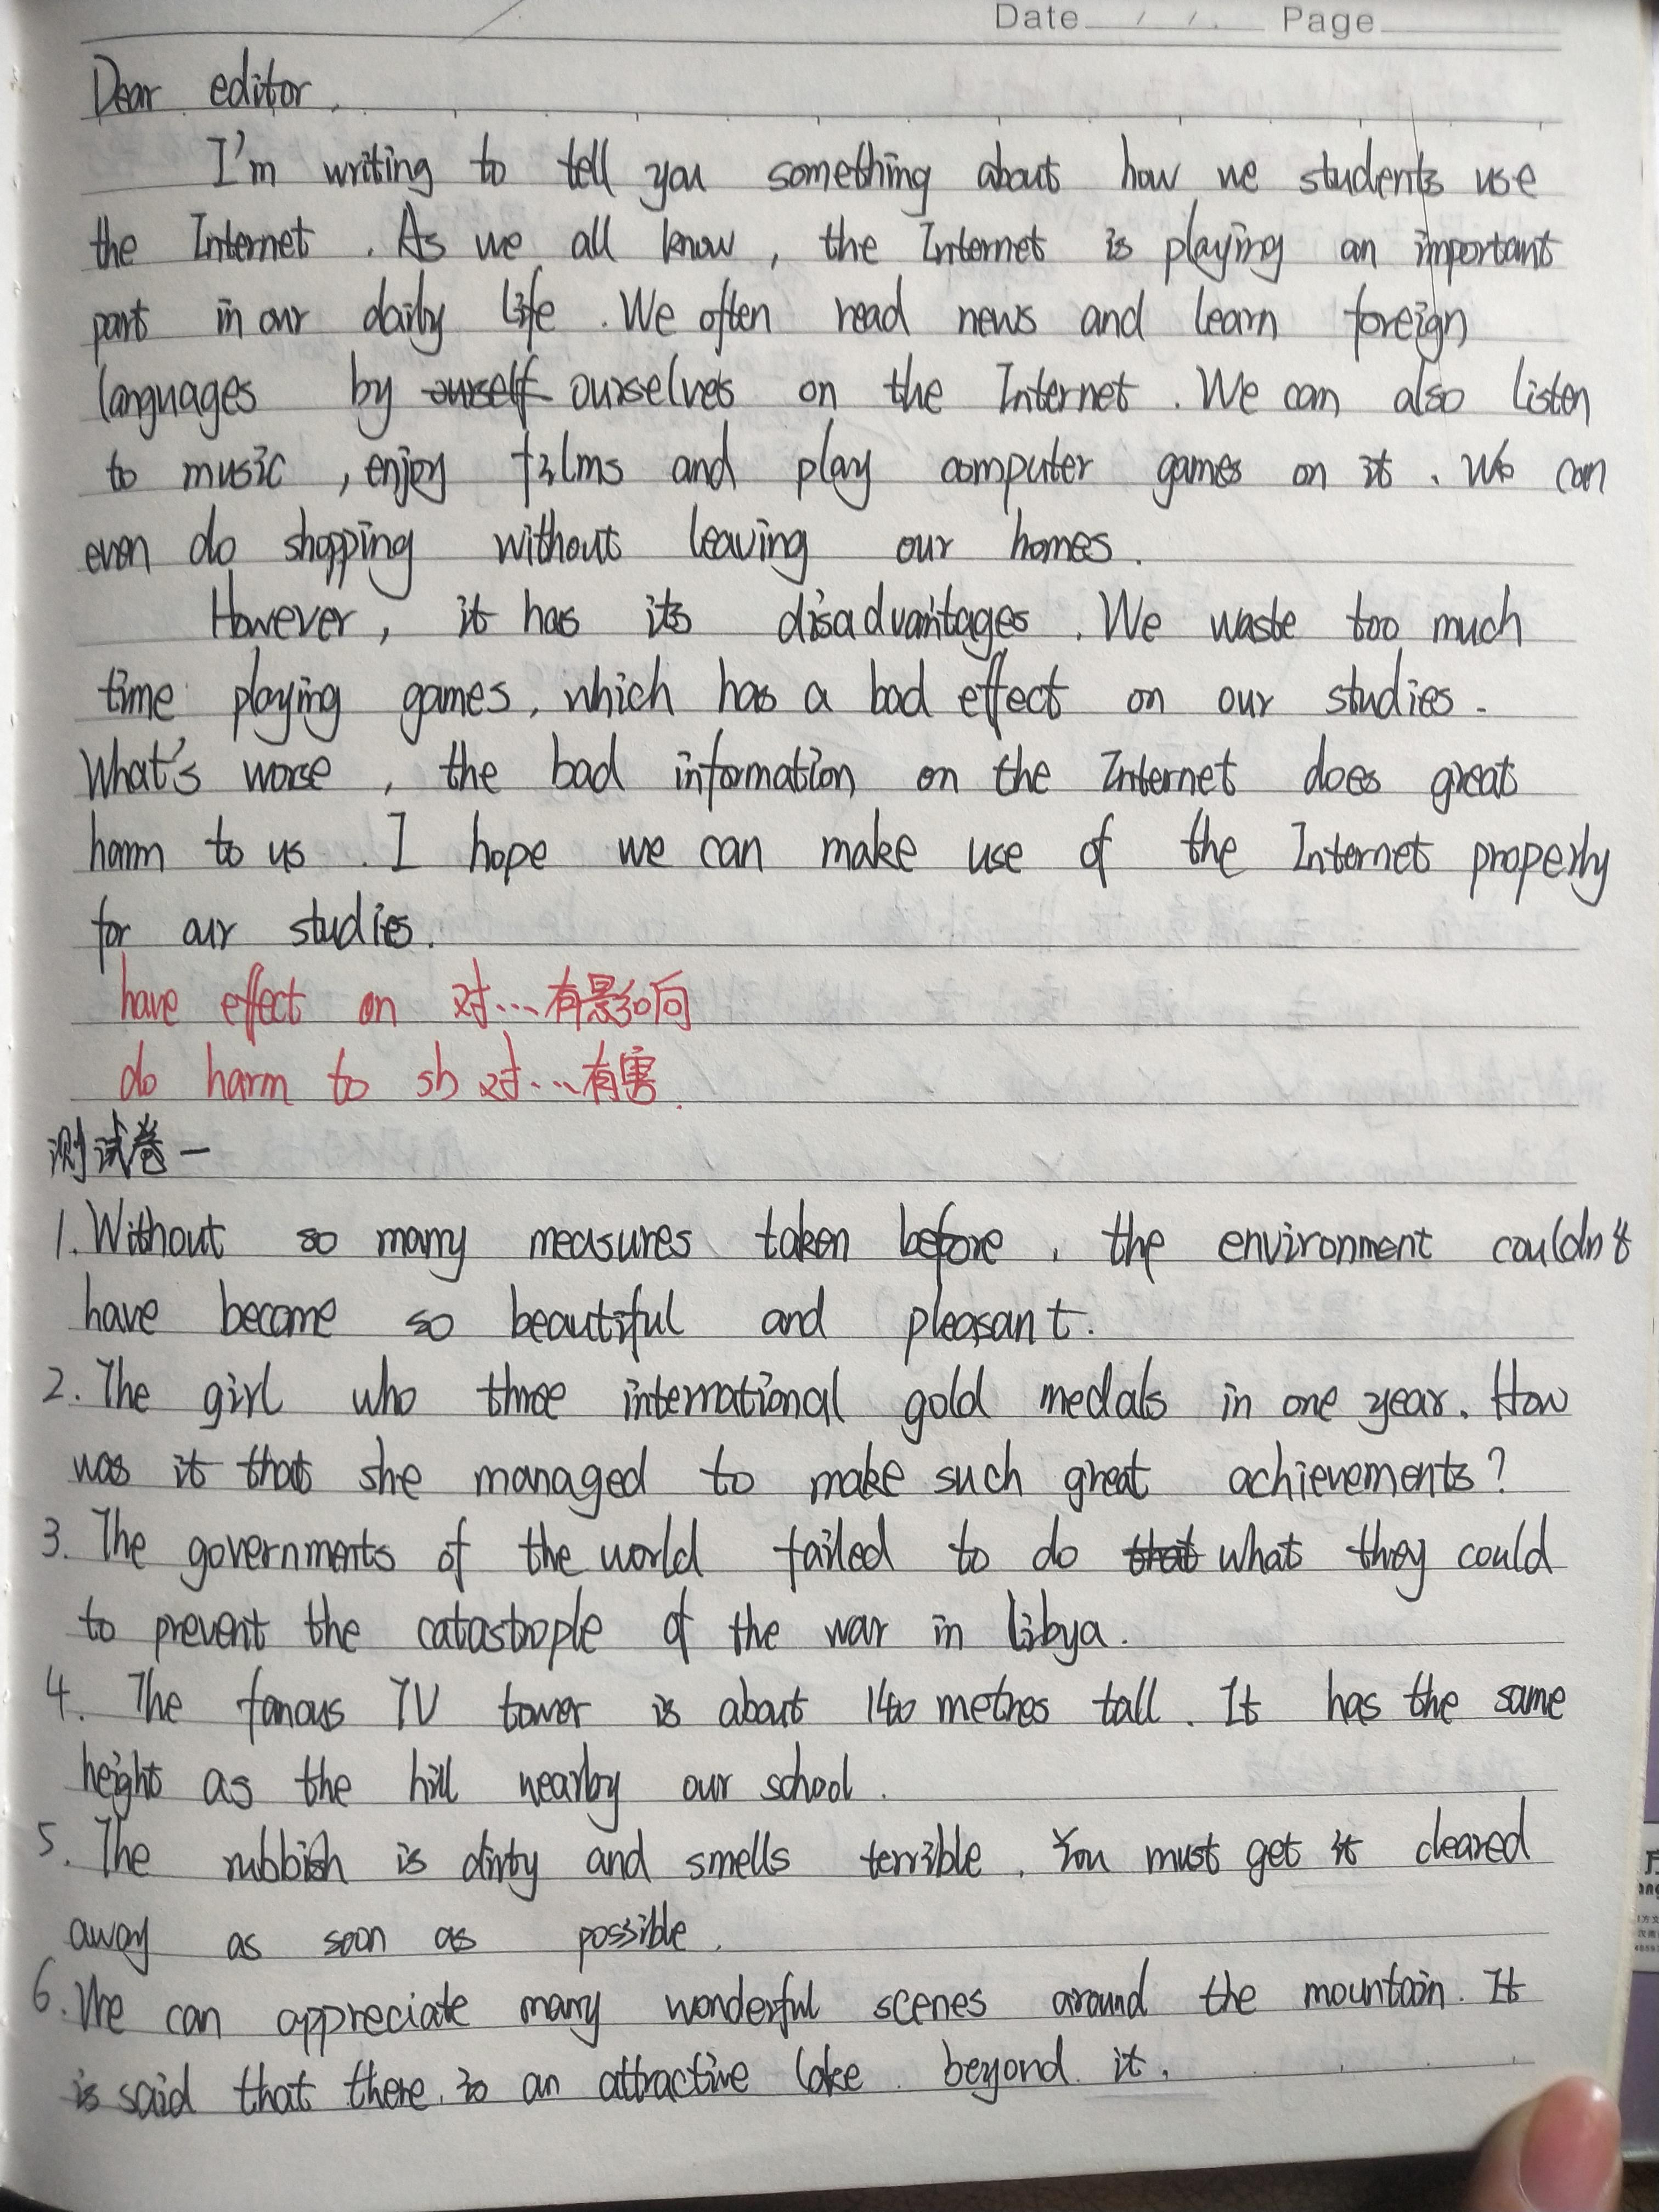 Date / / . Page
Dear editor,
I'm writing to tell you something about how we students use
the Internet . As we all know , the Internet is playing an important
part in our daily life . We often read news and learn foreign
languages by ourself ourselves on the Internet . We can also listen
to music , enjoy films and play computer games on it . We can
even do shopping without leaving our homes .
However , it has its disadvantages . We waste too much
time playing games , which has a bad effect on our studies .
What's worse , the bad information on the Internet does great
harm to us . I hope we can make use of the Internet properly
for our studies .
have effect on 对…有影响
do harm to sb 对…有害.
测试卷一
1. Without so many measures taken before , the environment couldn't
have become so beautiful and pleasant .
2. The girl who three international gold medals in one year . How
was it that she managed to make such great achievements ?
3. The governments of the world failed to do that what they could
to prevent the catastrople of the war in Libya .
4. The famous TV tower is about 140 metres tall . It has the same
height as the hill nearby our school .
5. The rubbish is dirty and smells terrible . You must get it cleared
away as soon as possible .
6. We can appreciate many wonderful scenes around the mountain . It
is said that there is an attractive lake beyond it .